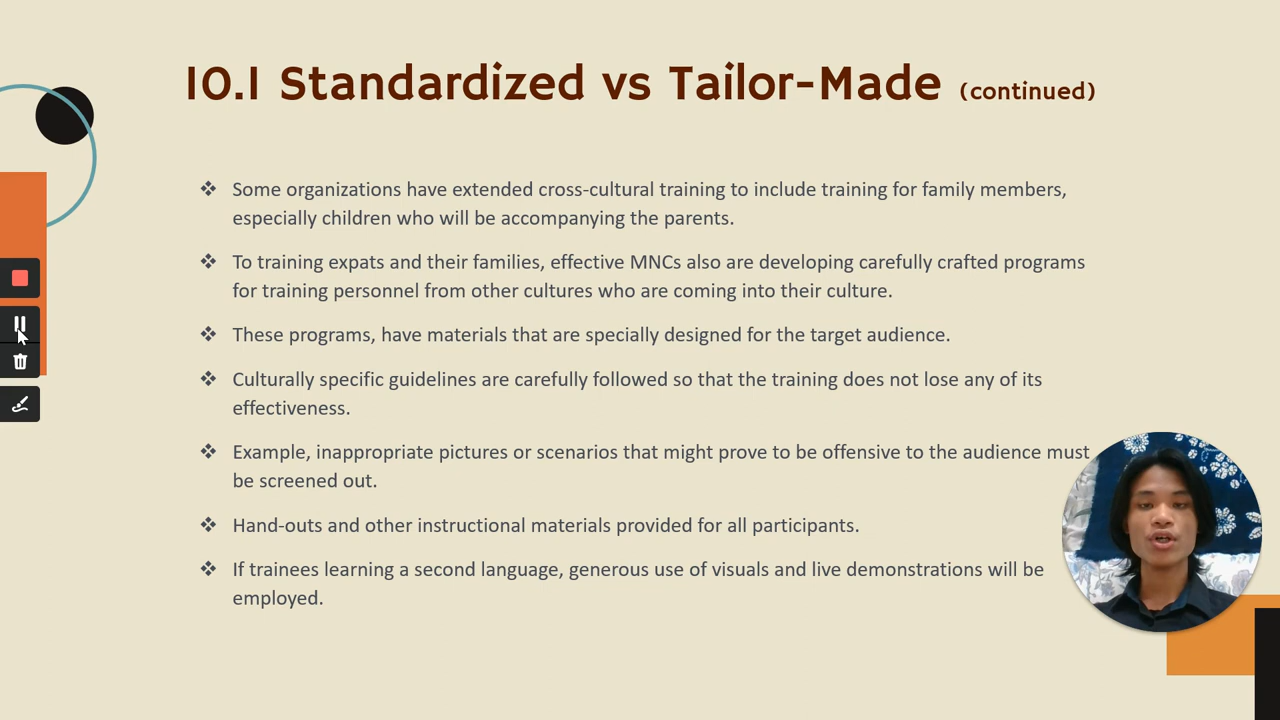 10.1 Standardized vs Tailor-Made (continued)
❖ Some organizations have extended cross-cultural training to include training for family members,
especially children who will be accompanying the parents.
❖ To training expats and their families, effective MNCs also are developing carefully crafted programs
for training personnel from other cultures who are coming into their culture.
❖ These programs, have materials that are specially designed for the target audience.
❖ Culturally specific guidelines are carefully followed so that the training does not lose any of its
effectiveness.
❖ Example, inappropriate pictures or scenarios that might prove to be offensive to the audience must
be screened out.
❖ Hand-outs and other instructional materials provided for all participants.
❖ If trainees learning a second language, generous use of visuals and live demonstrations will be
employed.